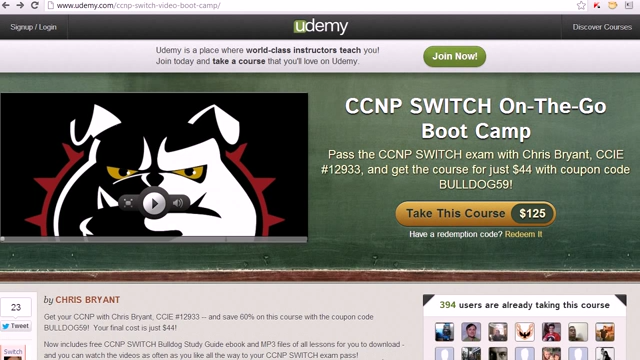 www.udemy.com/ccnp-switch-video-boot-camp/
Signup / Login
udemy
Discover Courses
Udemy is a place where world-class instructors teach you!
Join today and take a course that you'll love on Udemy.
Join Now!
CCNP SWITCH On-The-Go
Boot Camp
Pass the CCNP SWITCH exam with Chris Bryant, CCIE
#12933, and get the course for just $44 with coupon code
BULLDOG59!
Take This Course $125
Have a redemption code? Redeem It
23
Tweet
Switch
by CHRIS BRYANT
Get your CCNP with Chris Bryant, CCIE #12933 -- and save 60% on this course with the coupon code
BULLDOG59! Your final cost is just $44!
Now includes free CCNP SWITCH Bulldog Study Guide ebook and MP3 files of all lessons for you to download -
and you can watch the videos as often as you like all the way to your CCNP SWITCH exam pass!
394 users are already taking this course